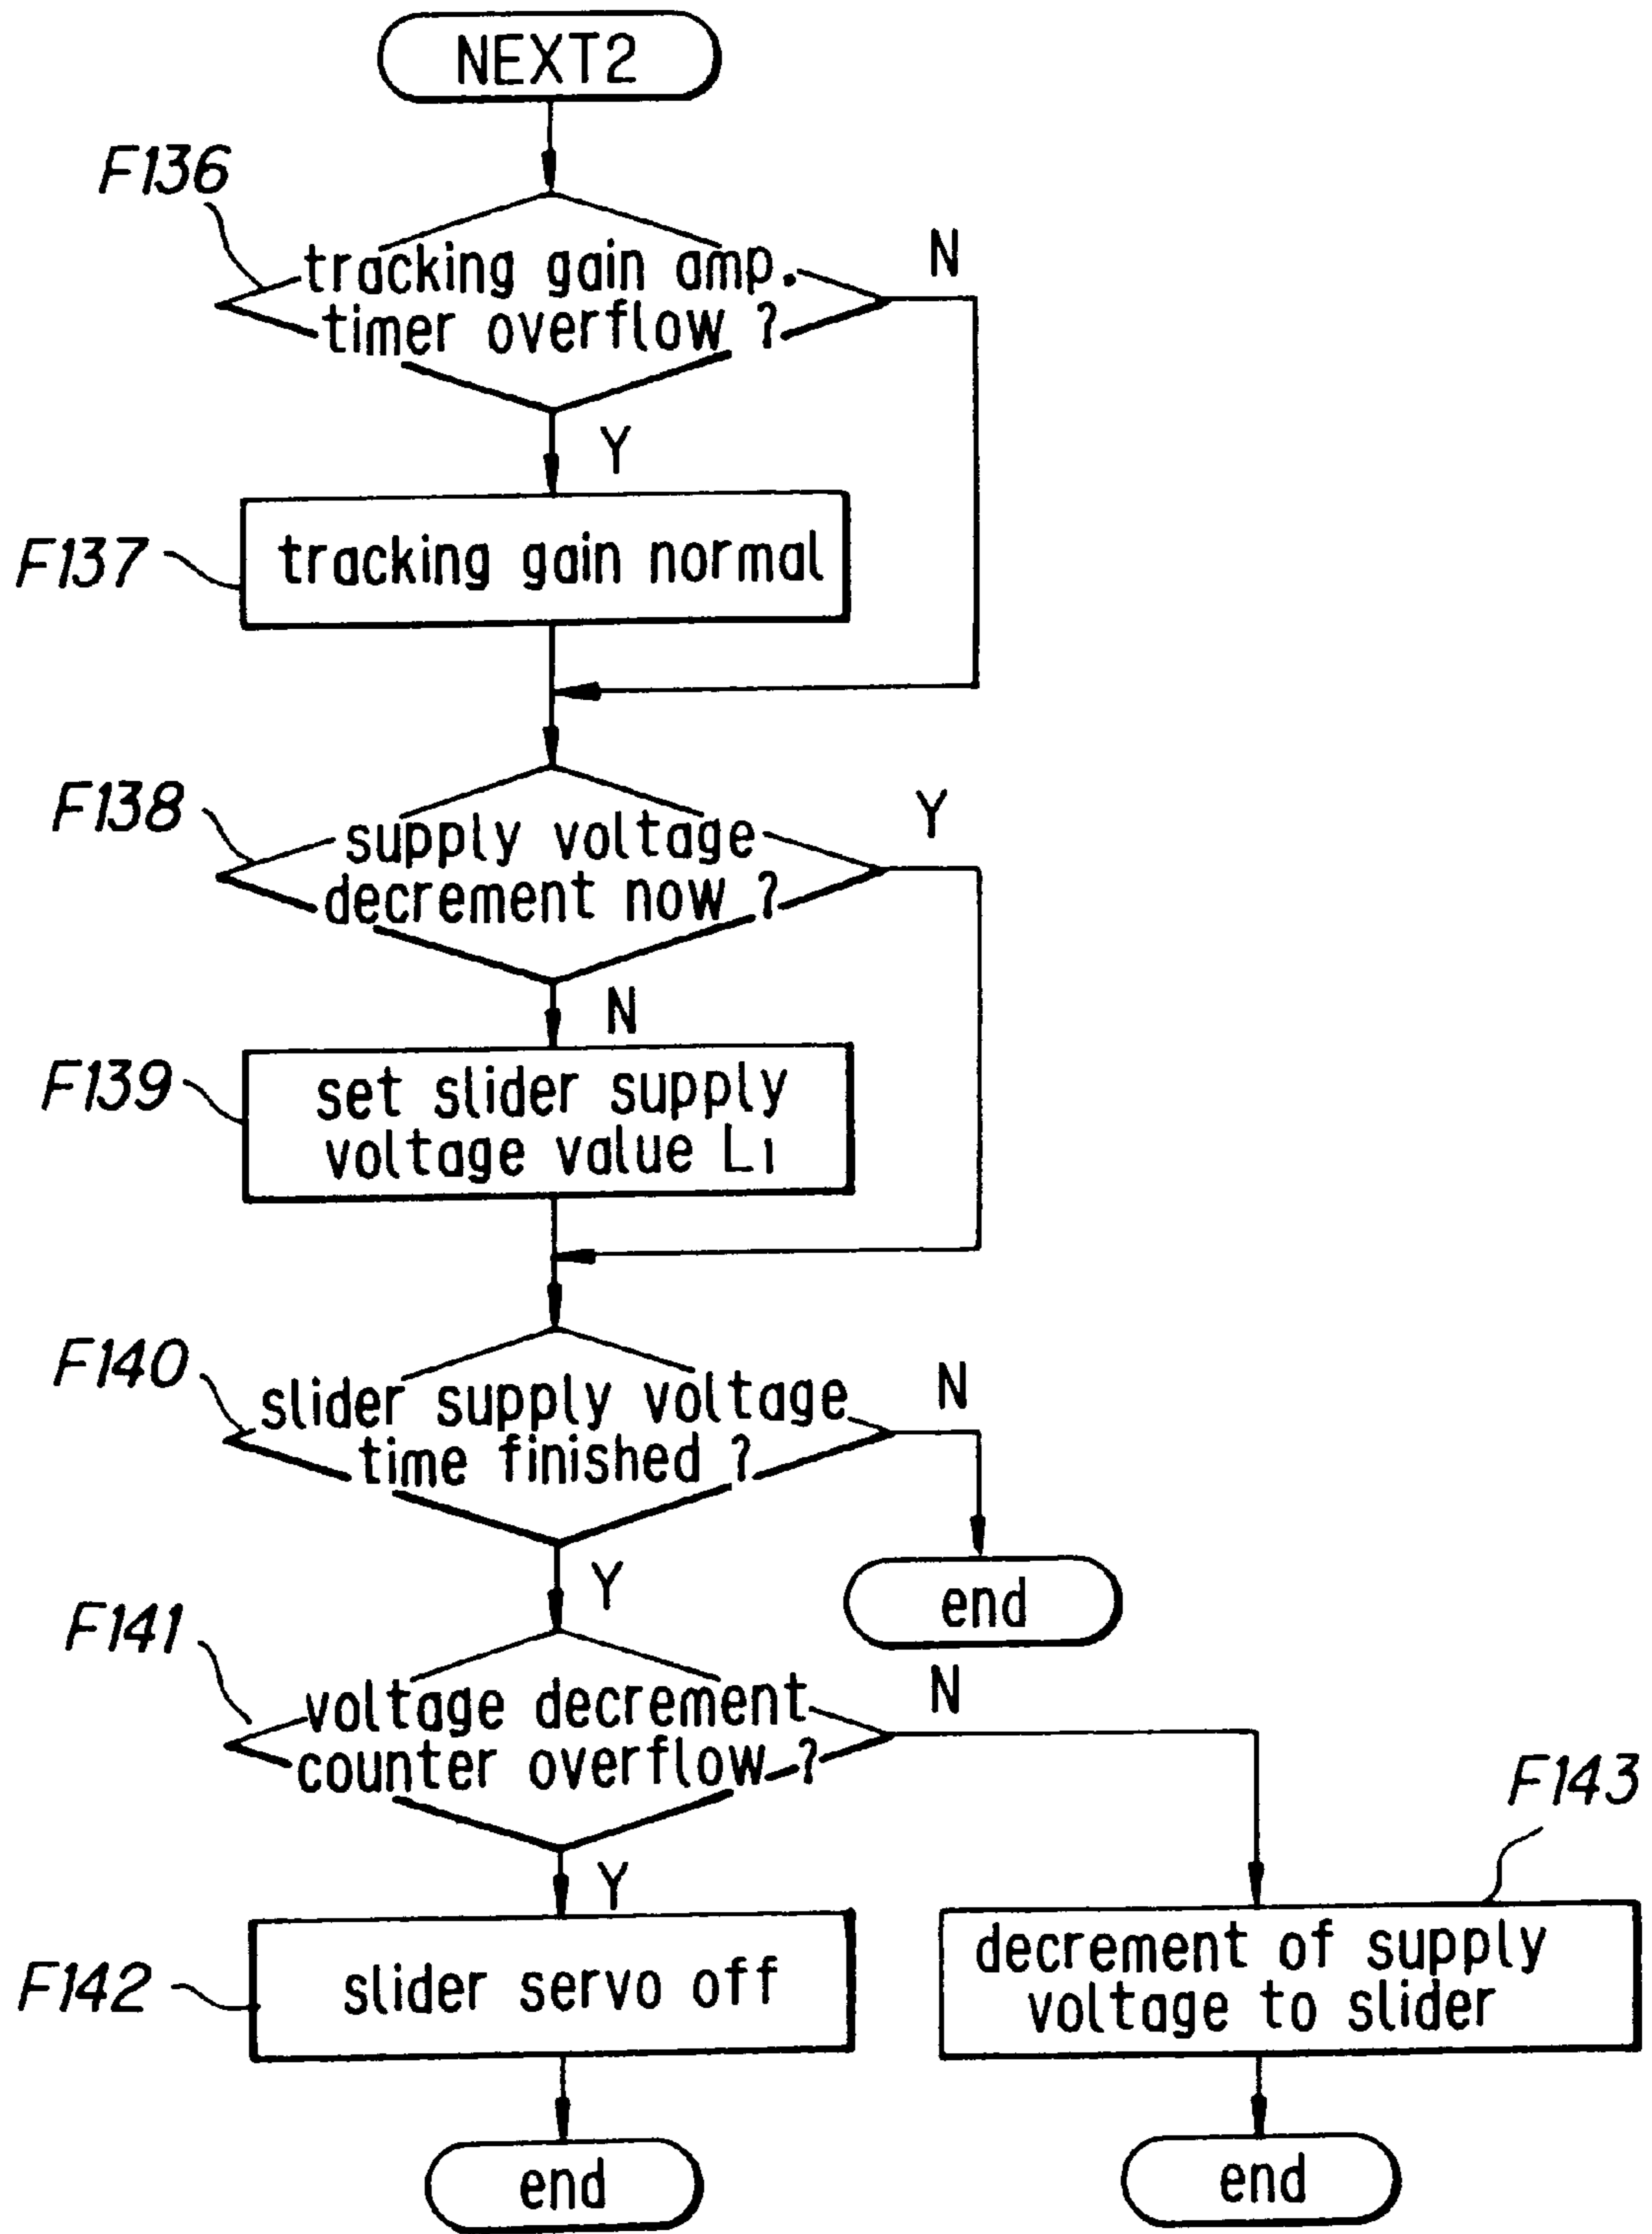 NEXT2
F136
tracking gain amp.
timer overflow ?
N
Y
F137
tracking gain normal
F138
supply voltage
decrement now ?
Y
N
F139
set slider supply
voltage value L1
F140
slider supply voltage
time finished ?
N
Y
end
F141
voltage decrement
counter overflow ?
N
Y
F143
F142
slider servo off
decrement of supply
voltage to slider
end
end